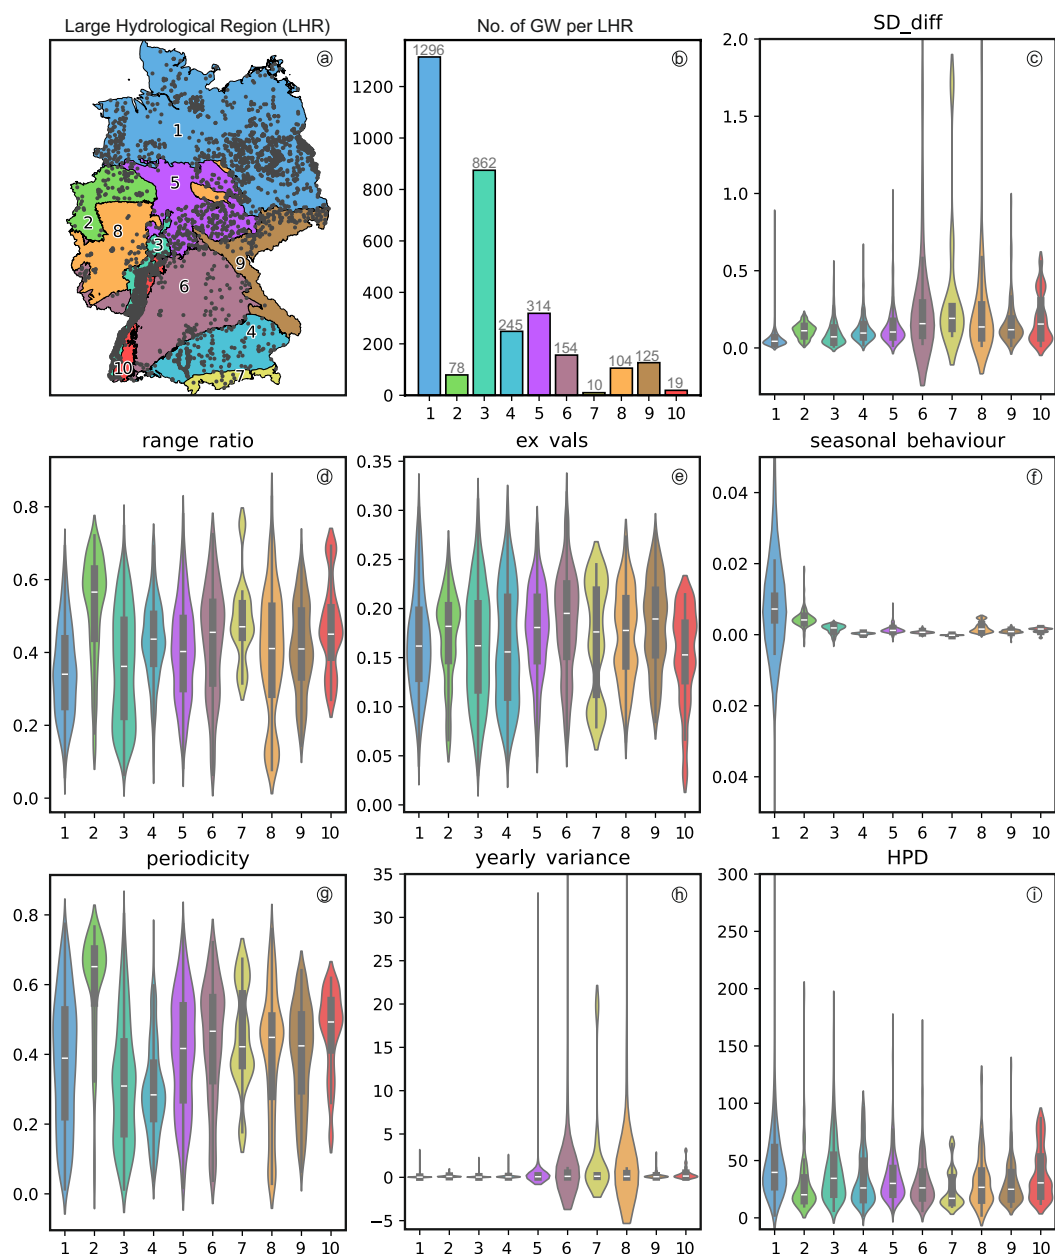 Large Hydrological Region (LHR)
a
1
5
2
8
3
9
6
4
10
7
No. of GW per LHR
b
1296
1200
1000
862
800
600
400
314
245
200
154
125
104
78
19
10
0
1 2 3 4 5 6 7 8 9 10
SD_diff
c
2.0
1.5
1.0
0.5
0.0
1 2 3 4 5 6 7 8 9 10
range ratio
d
0.8
0.6
0.4
0.2
0.0
1 2 3 4 5 6 7 8 9 10
ex vals
e
0.35
0.30
0.25
0.20
0.15
0.10
0.05
0.00
1 2 3 4 5 6 7 8 9 10
seasonal behaviour
f
0.04
0.02
0.00
0.02
0.04
1 2 3 4 5 6 7 8 9 10
periodicity
g
0.8
0.6
0.4
0.2
0.0
1 2 3 4 5 6 7 8 9 10
yearly variance
h
35
30
25
20
15
10
5
0
−5
1 2 3 4 5 6 7 8 9 10
HPD
i
300
250
200
150
100
50
0
1 2 3 4 5 6 7 8 9 10